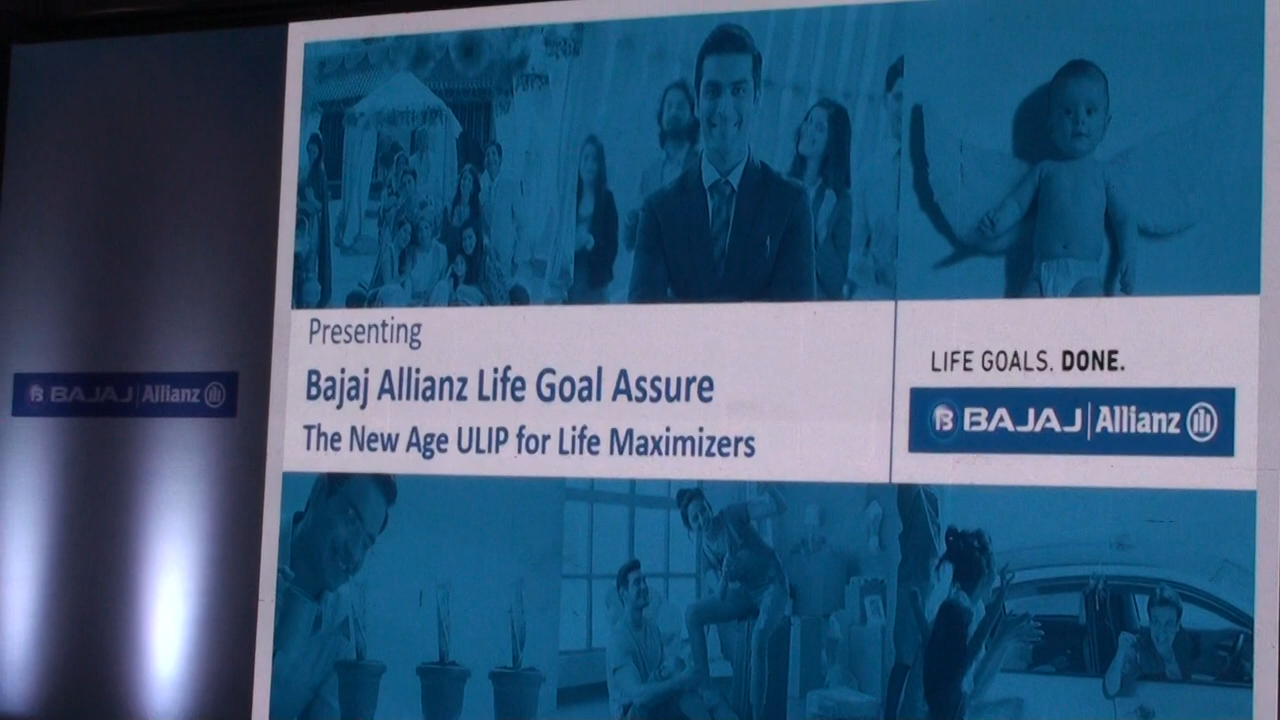 Presenting
Bajaj Allianz Life Goal Assure
The New Age ULIP for Life Maximizers
LIFE GOALS. DONE.
BAJAJ Allianz
BAJAJ Allianz